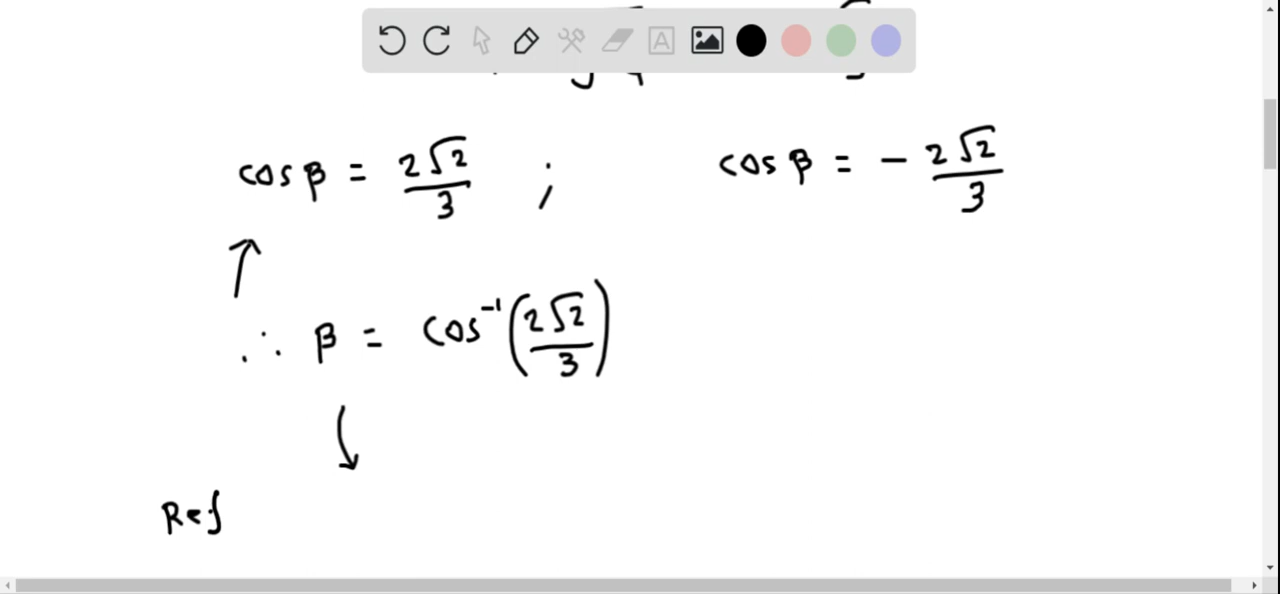 cos β = 2√2/3 ; cos β = - 2√2/3
∴ β = cos⁻¹(2√2/3)
Ref